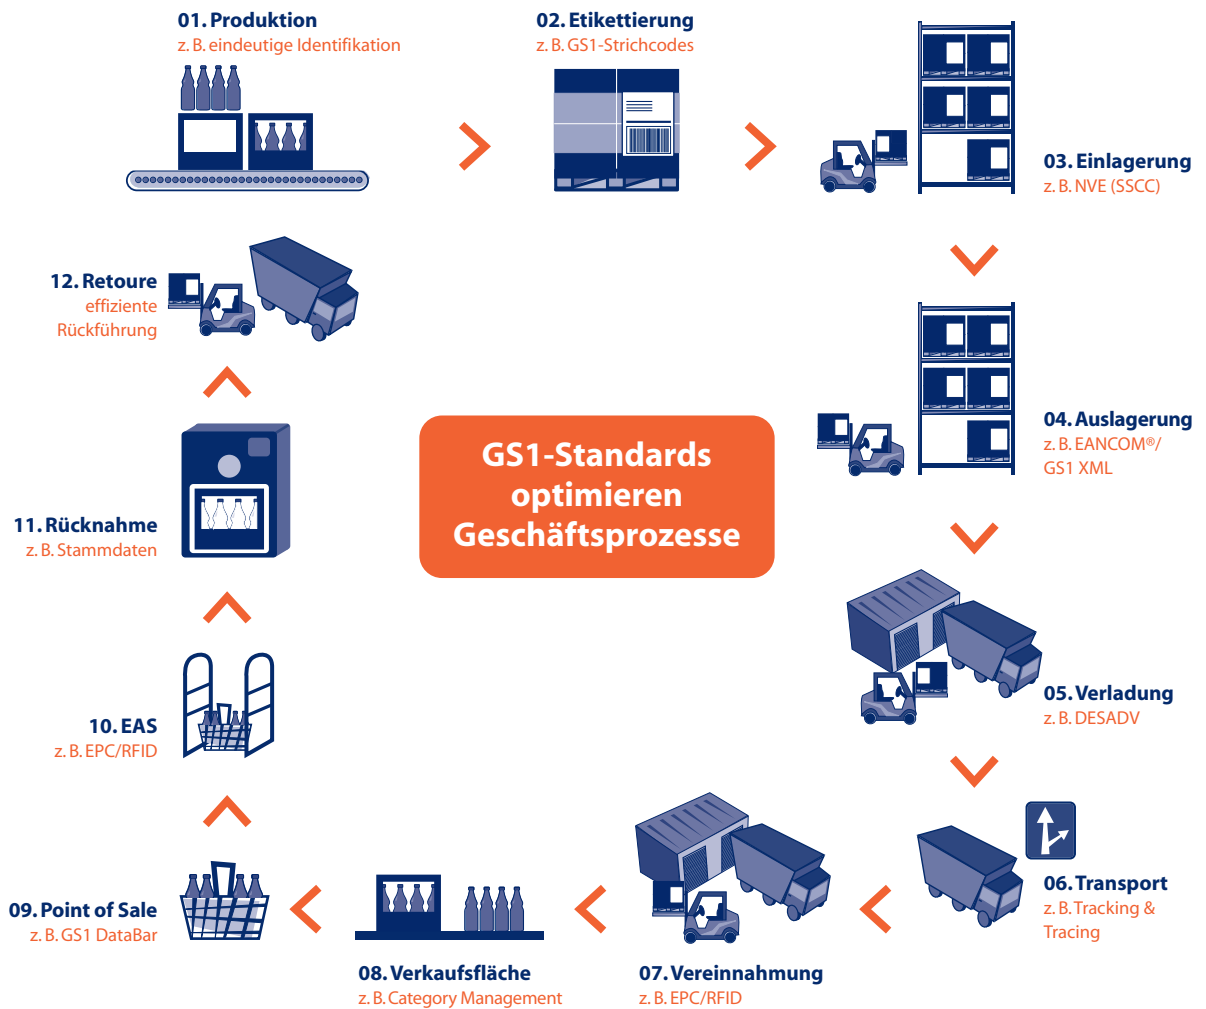 01. Produktion
z. B. eindeutige Identifikation
02. Etikettierung
z. B. GS1-Strichcodes
03. Einlagerung
z. B. NVE (SSCC)
04. Auslagerung
z. B. EANCOM®/
GS1 XML
05. Verladung
z. B. DESADV
06. Transport
z. B. Tracking &
Tracing
07. Vereinnahmung
z. B. EPC/RFID
08. Verkaufsfläche
z. B. Category Management
09. Point of Sale
z. B. GS1 DataBar
10. EAS
z. B. EPC/RFID
11. Rücknahme
z. B. Stammdaten
12. Retoure
effiziente
Rückführung
GS1-Standards
optimieren
Geschäftsprozesse